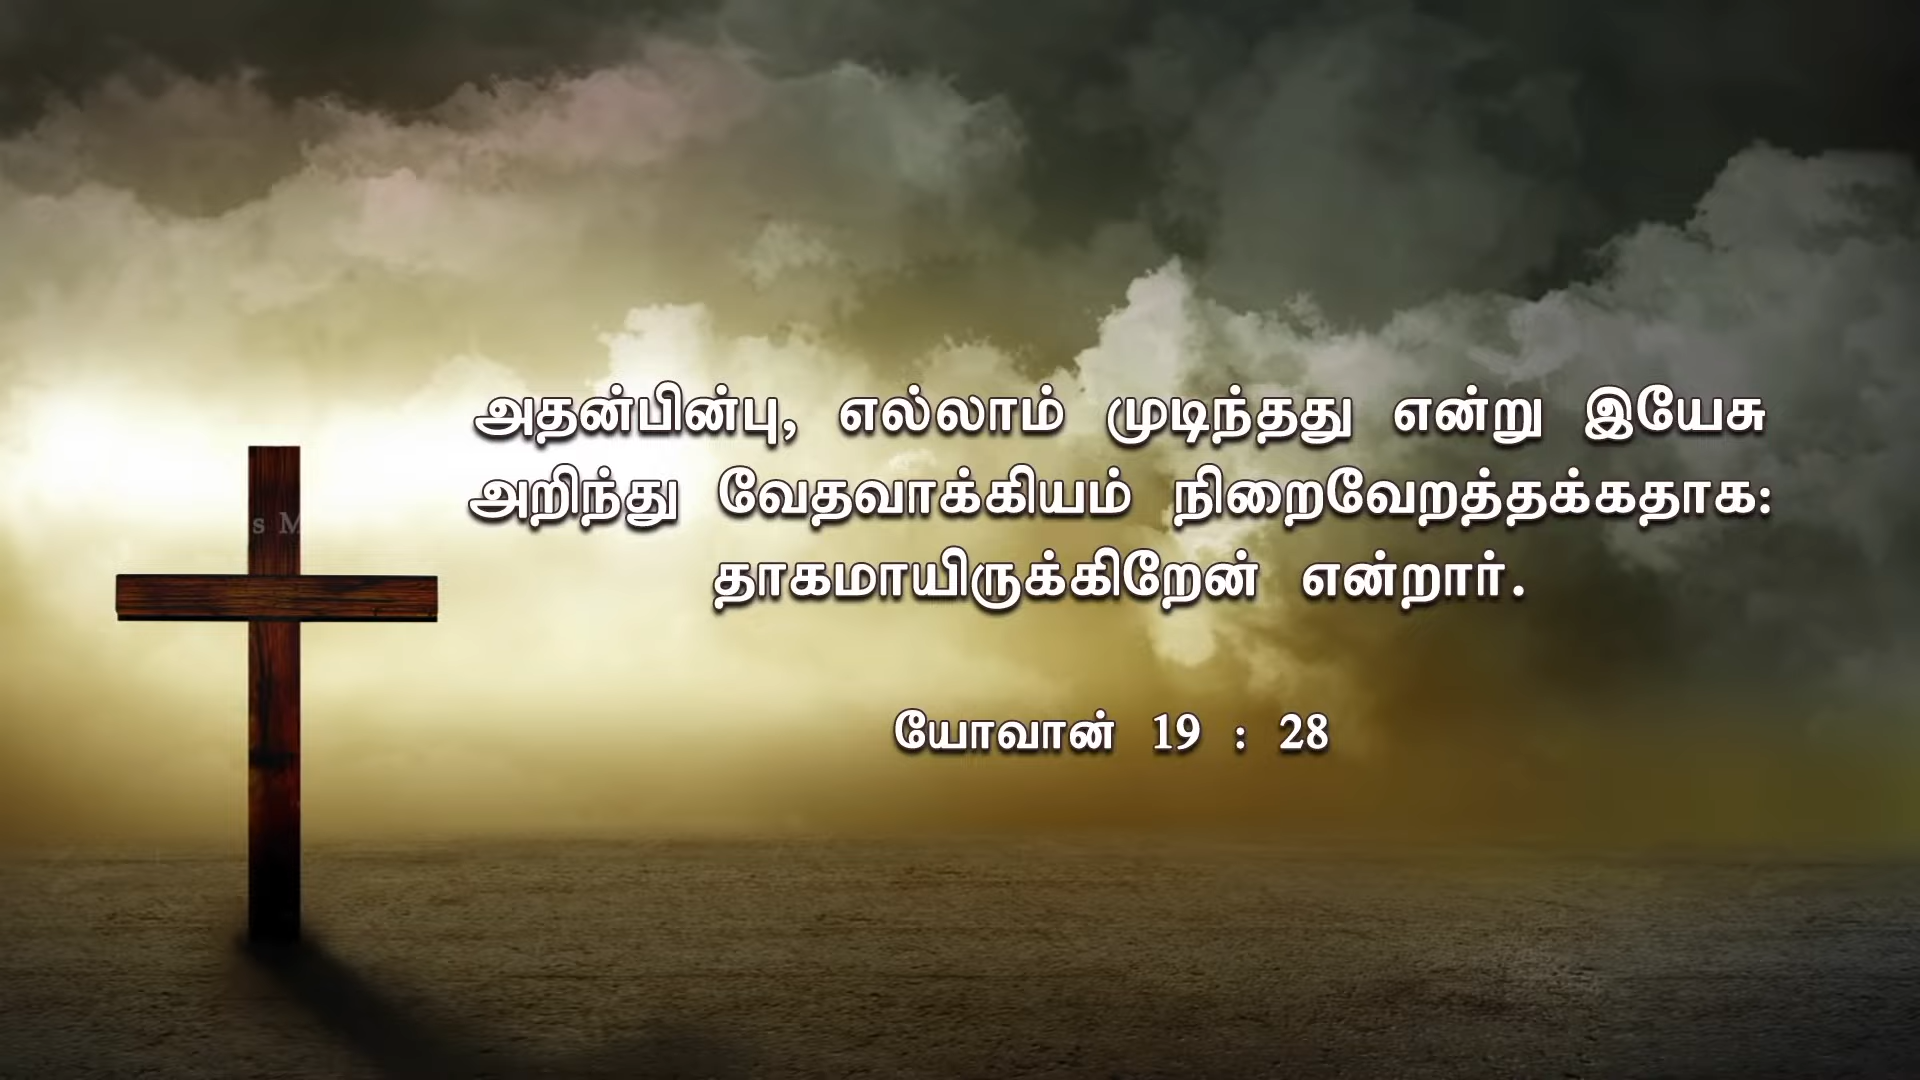 அதன்பின்பு, எல்லாம் முடிந்தது என்று இயேசு
அறிந்து வேதவாக்கியம் நிறைவேறத்தக்கதாக:
தாகமாயிருக்கிறேன் என்றார்.
யோவான் 19 : 28